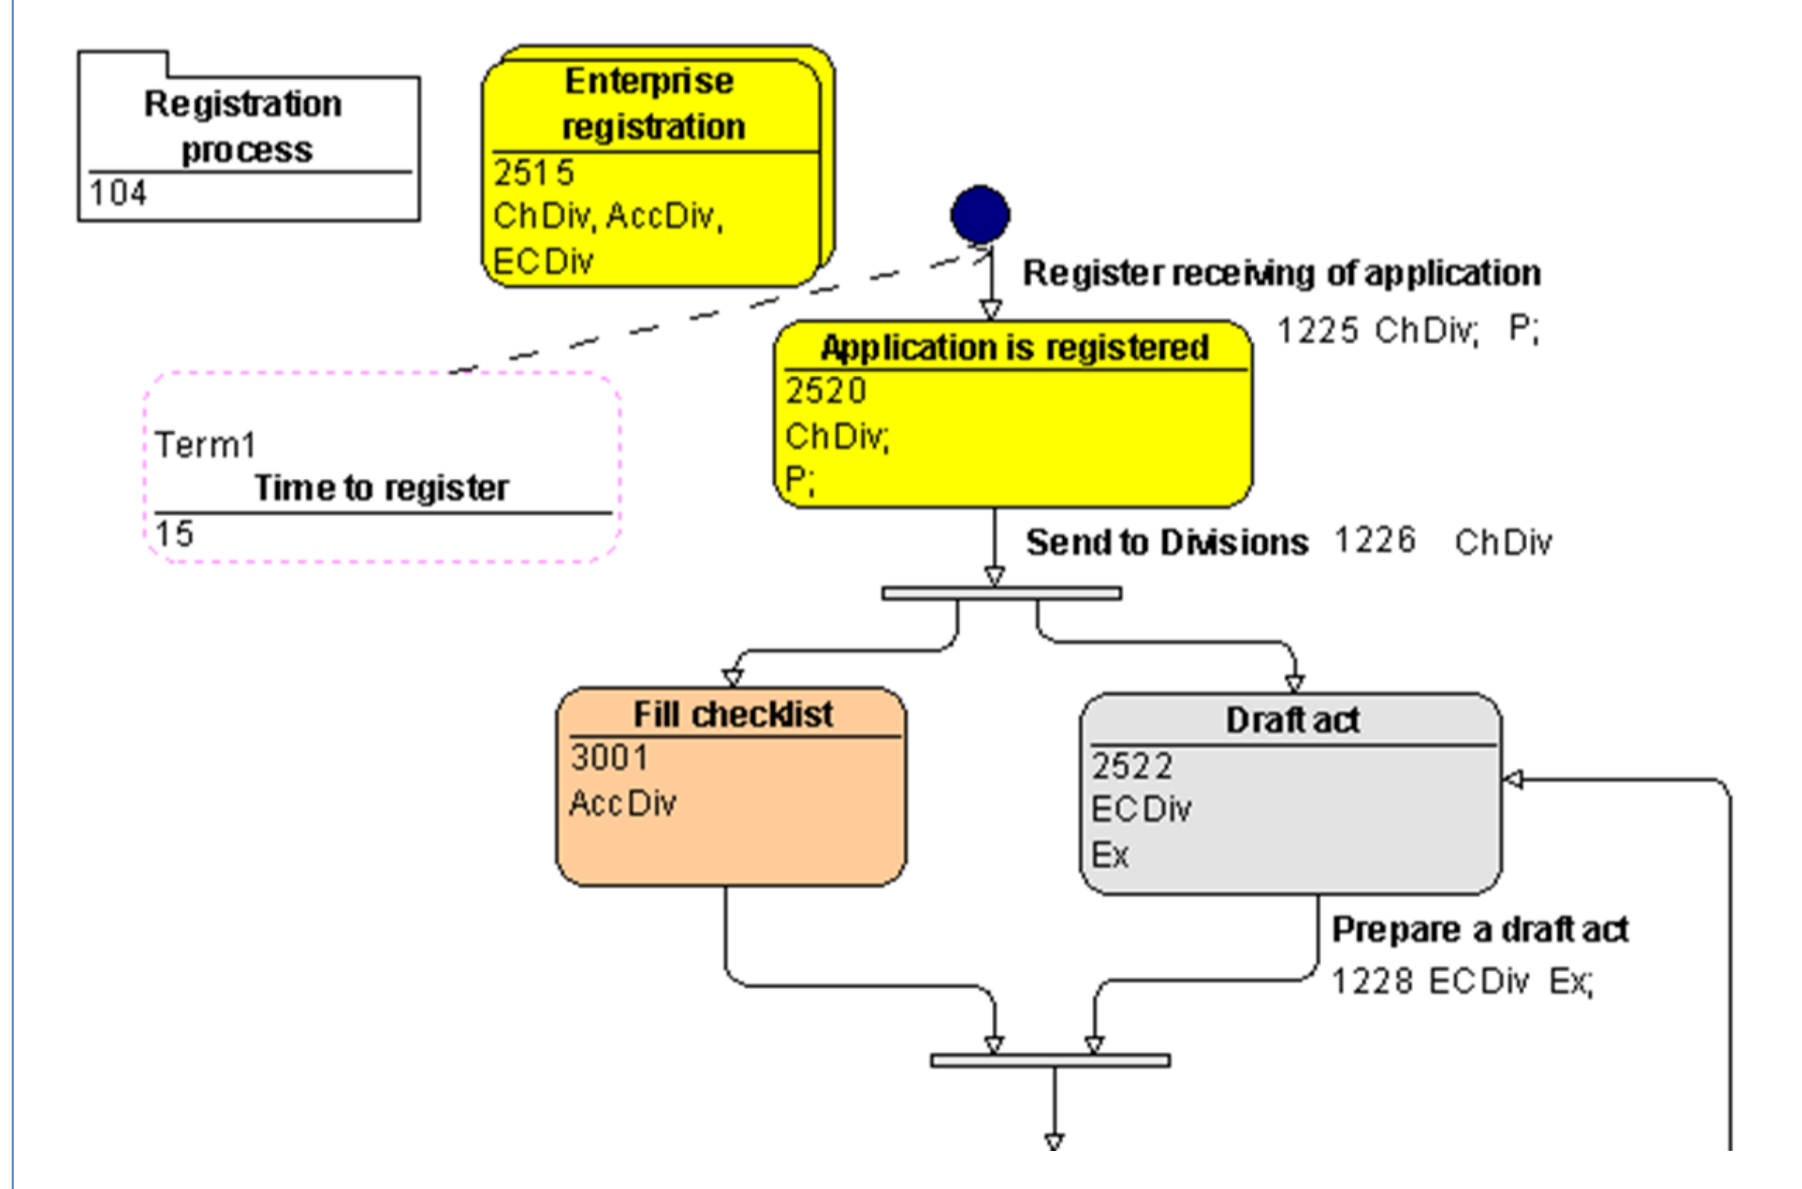 Registration
process
104
Enterprise
registration
2515
ChDiv, AccDiv,
ECDiv
Register receiving of application
1225 ChDiv; P;
Application is registered
2520
ChDiv;
P;
Term1
Time to register
15
Send to Divisions 1226 ChDiv
Fill checklist
3001
AccDiv
Draft act
2522
ECDiv
Ex
Prepare a draft act
1228 ECDiv Ex;